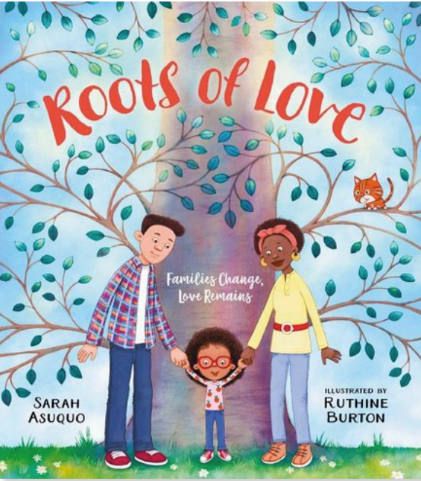 Roots of Love
Families Change,
Love Remains
SARAH
ASUQUO
ILLUSTRATED BY
RUTHINE
BURTON